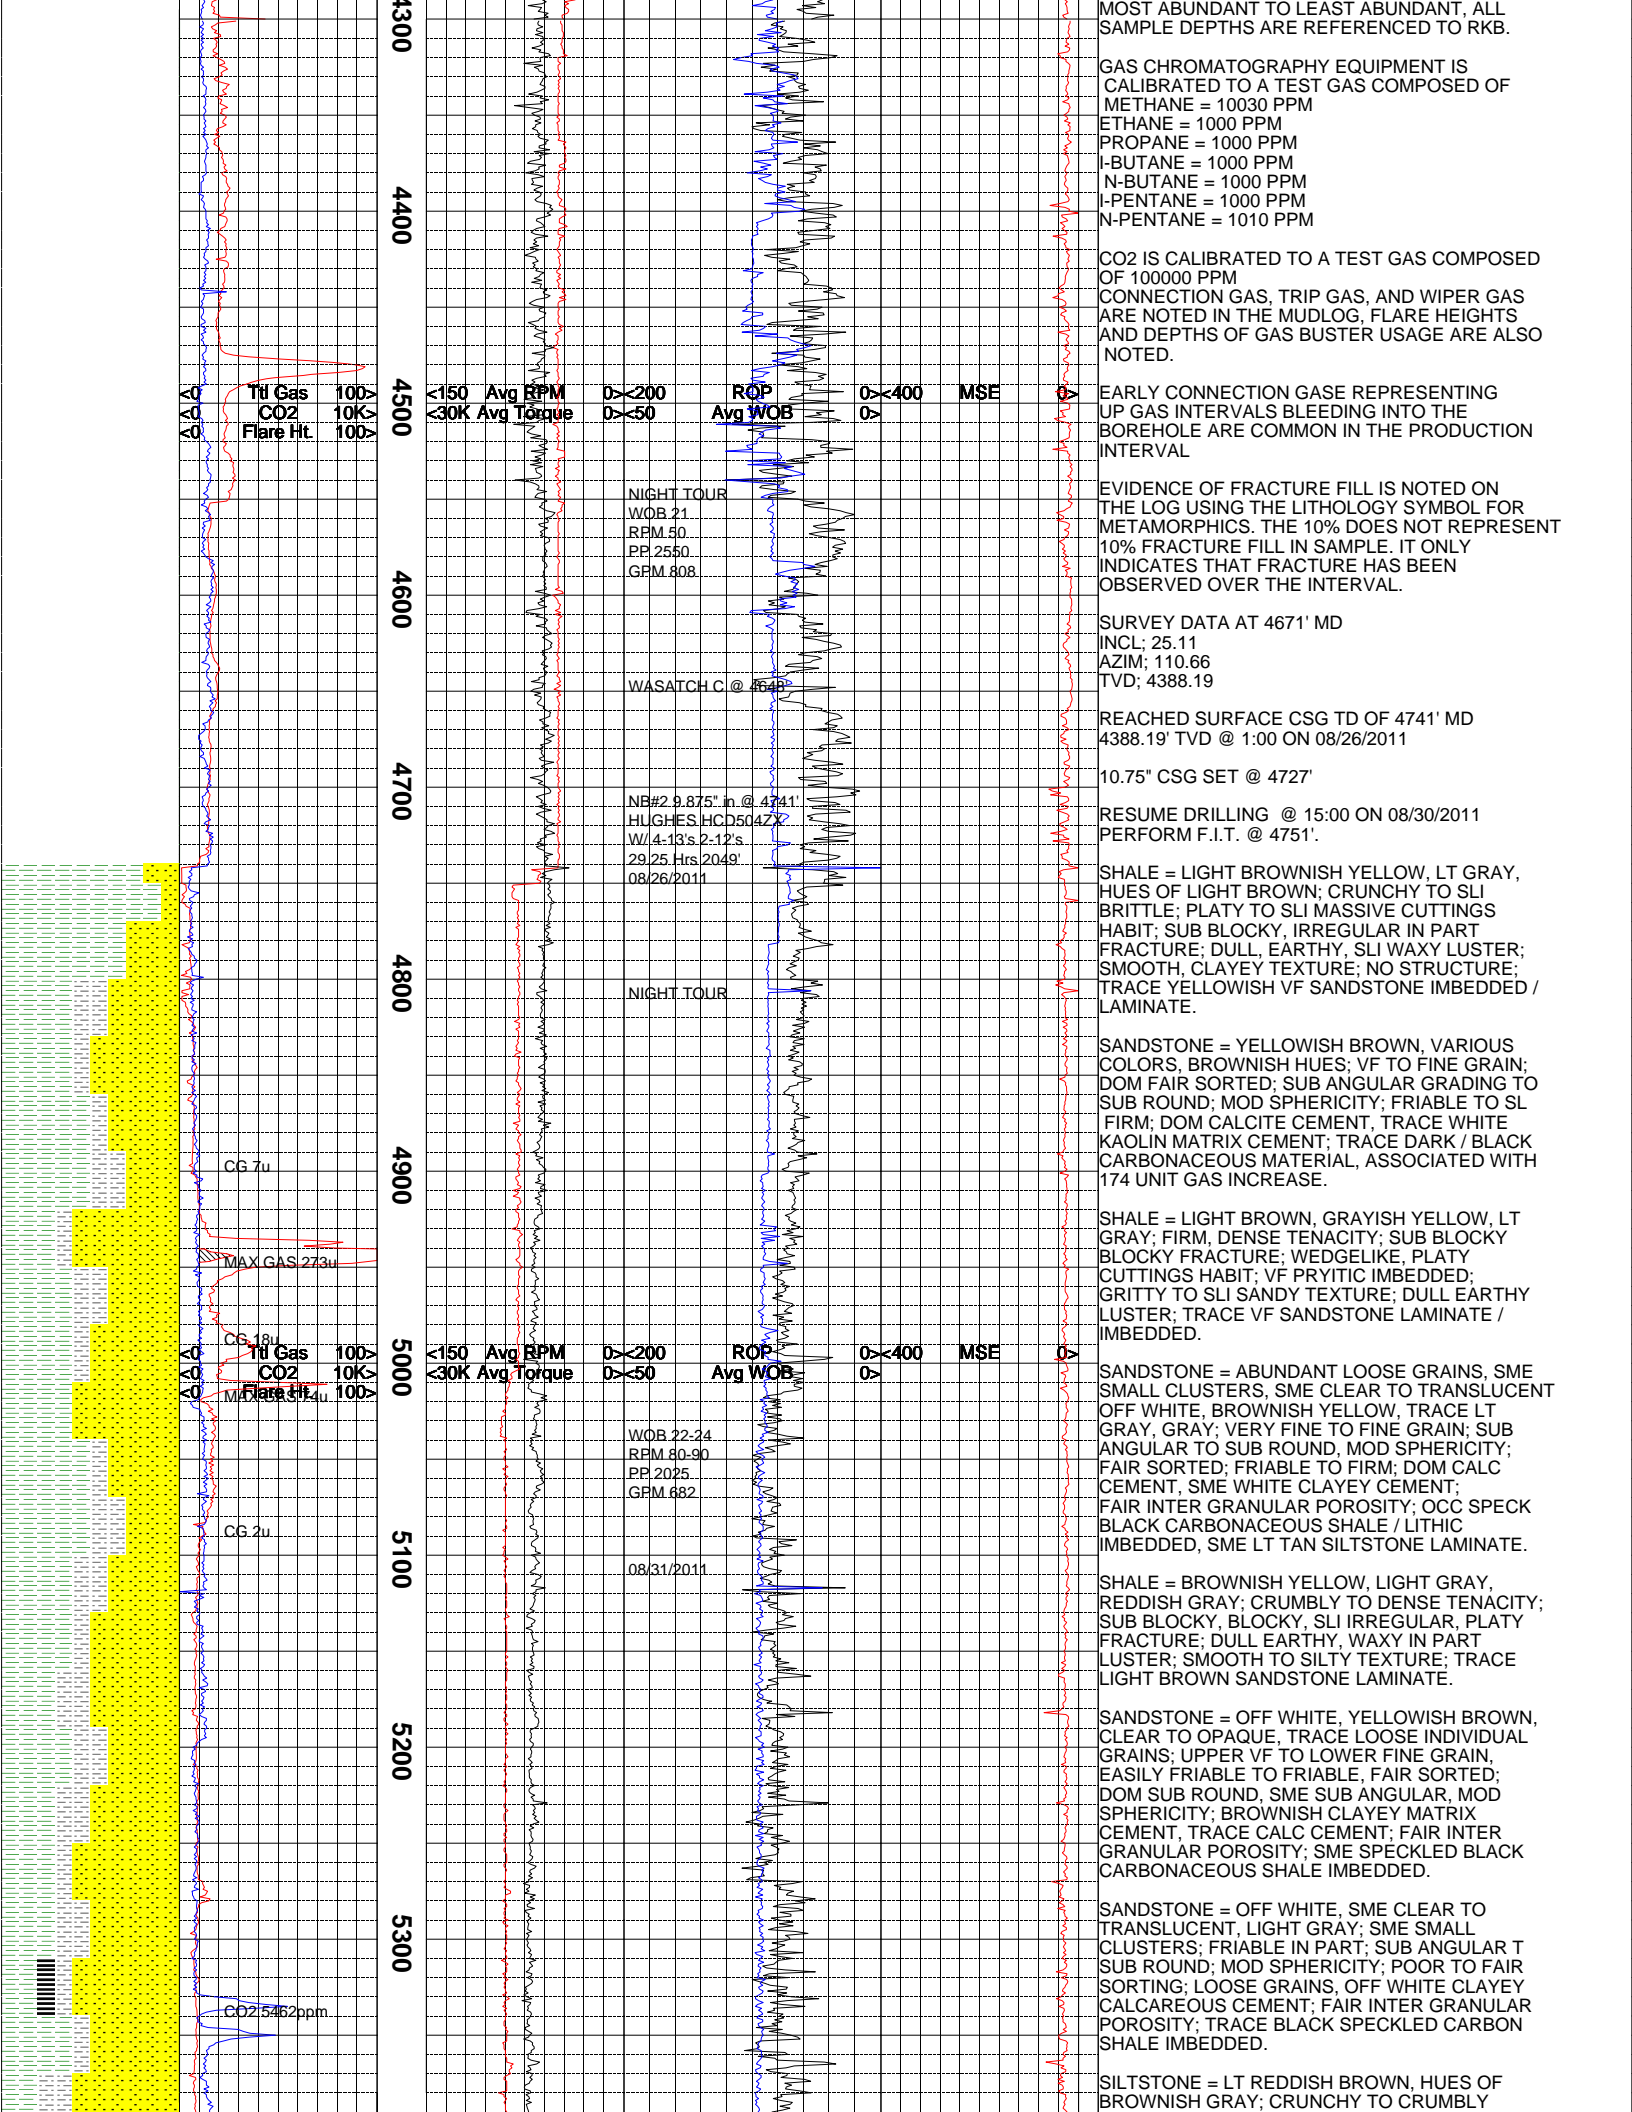 4300
4400
4500
4600
4700
4800
4900
5000
5100
5200
5300
<0 Ttl Gas 100>
<0 CO2 10K>
<0 Flare Ht. 100>
<150 Avg RPM 0><200 ROP 0><400 MSE 0>
<30K Avg Torque 0><50 Avg WOB 0>
NIGHT TOUR
WOB 21
RPM 50
PP 2550
GPM 808
WASATCH C @ 4648'
NB#2 9.875" in @ 4741'
HUGHES HCD504ZX
W/ 4-13's 2-12's
29.25 Hrs 2049'
08/26/2011
NIGHT TOUR
CG 7u
MAX GAS 273u
CG 18u
<0 Ttl Gas 100>
<0 CO2 10K>
<0 Flare Ht. 100>
MAX GAS 74u
<150 Avg RPM 0><200 ROP 0><400 MSE 0>
<30K Avg Torque 0><50 Avg WOB 0>
WOB 22-24
RPM 80-90
PP 2025
GPM 682
CG 2u
08/31/2011
CO2 5462ppm
MOST ABUNDANT TO LEAST ABUNDANT, ALL
SAMPLE DEPTHS ARE REFERENCED TO RKB.
GAS CHROMATOGRAPHY EQUIPMENT IS
CALIBRATED TO A TEST GAS COMPOSED OF
METHANE = 10030 PPM
ETHANE = 1000 PPM
PROPANE = 1000 PPM
I-BUTANE = 1000 PPM
N-BUTANE = 1000 PPM
I-PENTANE = 1000 PPM
N-PENTANE = 1010 PPM
CO2 IS CALIBRATED TO A TEST GAS COMPOSED
OF 100000 PPM
CONNECTION GAS, TRIP GAS, AND WIPER GAS
ARE NOTED IN THE MUDLOG, FLARE HEIGHTS
AND DEPTHS OF GAS BUSTER USAGE ARE ALSO
NOTED.
EARLY CONNECTION GASE REPRESENTING
UP GAS INTERVALS BLEEDING INTO THE
BOREHOLE ARE COMMON IN THE PRODUCTION
INTERVAL
EVIDENCE OF FRACTURE FILL IS NOTED ON
THE LOG USING THE LITHOLOGY SYMBOL FOR
METAMORPHICS. THE 10% DOES NOT REPRESENT
10% FRACTURE FILL IN SAMPLE. IT ONLY
INDICATES THAT FRACTURE HAS BEEN
OBSERVED OVER THE INTERVAL.
SURVEY DATA AT 4671' MD
INCL; 25.11
AZIM; 110.66
TVD; 4388.19
REACHED SURFACE CSG TD OF 4741' MD
4388.19' TVD @ 1:00 ON 08/26/2011
10.75" CSG SET @ 4727'
RESUME DRILLING @ 15:00 ON 08/30/2011
PERFORM F.I.T. @ 4751'.
SHALE = LIGHT BROWNISH YELLOW, LT GRAY,
HUES OF LIGHT BROWN; CRUNCHY TO SLI
BRITTLE; PLATY TO SLI MASSIVE CUTTINGS
HABIT; SUB BLOCKY, IRREGULAR IN PART
FRACTURE; DULL, EARTHY, SLI WAXY LUSTER;
SMOOTH, CLAYEY TEXTURE; NO STRUCTURE;
TRACE YELLOWISH VF SANDSTONE IMBEDDED /
LAMINATE.
SANDSTONE = YELLOWISH BROWN, VARIOUS
COLORS, BROWNISH HUES; VF TO FINE GRAIN;
DOM FAIR SORTED; SUB ANGULAR GRADING TO
SUB ROUND; MOD SPHERICITY; FRIABLE TO SL
FIRM; DOM CALCITE CEMENT, TRACE WHITE
KAOLIN MATRIX CEMENT; TRACE DARK / BLACK
CARBONACEOUS MATERIAL, ASSOCIATED WITH
174 UNIT GAS INCREASE.
SHALE = LIGHT BROWN, GRAYISH YELLOW, LT
GRAY; FIRM, DENSE TENACITY; SUB BLOCKY
BLOCKY FRACTURE; WEDGELIKE, PLATY
CUTTINGS HABIT; VF PRYITIC IMBEDDED;
GRITTY TO SLI SANDY TEXTURE; DULL EARTHY
LUSTER; TRACE VF SANDSTONE LAMINATE /
IMBEDDED.
SANDSTONE = ABUNDANT LOOSE GRAINS, SME
SMALL CLUSTERS, SME CLEAR TO TRANSLUCENT
OFF WHITE, BROWNISH YELLOW, TRACE LT
GRAY, GRAY; VERY FINE TO FINE GRAIN; SUB
ANGULAR TO SUB ROUND, MOD SPHERICITY;
FAIR SORTED; FRIABLE TO FIRM; DOM CALC
CEMENT, SME WHITE CLAYEY CEMENT;
FAIR INTER GRANULAR POROSITY; OCC SPECK
BLACK CARBONACEOUS SHALE / LITHIC
IMBEDDED, SME LT TAN SILTSTONE LAMINATE.
SHALE = BROWNISH YELLOW, LIGHT GRAY,
REDDISH GRAY; CRUMBLY TO DENSE TENACITY;
SUB BLOCKY, BLOCKY, SLI IRREGULAR, PLATY
FRACTURE; DULL EARTHY, WAXY IN PART
LUSTER; SMOOTH TO SILTY TEXTURE; TRACE
LIGHT BROWN SANDSTONE LAMINATE.
SANDSTONE = OFF WHITE, YELLOWISH BROWN,
CLEAR TO OPAQUE, TRACE LOOSE INDIVIDUAL
GRAINS; UPPER VF TO LOWER FINE GRAIN,
EASILY FRIABLE TO FRIABLE, FAIR SORTED;
DOM SUB ROUND, SME SUB ANGULAR, MOD
SPHERICITY; BROWNISH CLAYEY MATRIX
CEMENT, TRACE CALC CEMENT; FAIR INTER
GRANULAR POROSITY; SME SPECKLED BLACK
CARBONACEOUS SHALE IMBEDDED.
SANDSTONE = OFF WHITE, SME CLEAR TO
TRANSLUCENT, LIGHT GRAY; SME SMALL
CLUSTERS; FRIABLE IN PART; SUB ANGULAR T
SUB ROUND; MOD SPHERICITY; POOR TO FAIR
SORTING; LOOSE GRAINS, OFF WHITE CLAYEY
CALCAREOUS CEMENT; FAIR INTER GRANULAR
POROSITY; TRACE BLACK SPECKLED CARBON
SHALE IMBEDDED.
SILTSTONE = LT REDDISH BROWN, HUES OF
BROWNISH GRAY; CRUNCHY TO CRUMBLY